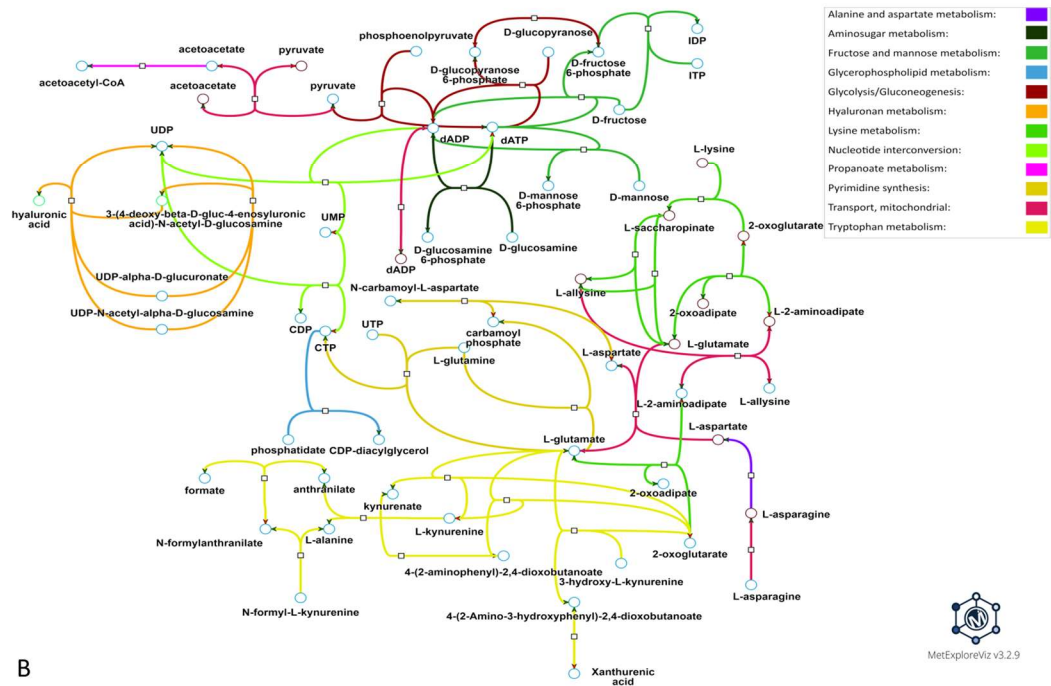 Alanine and aspartate metabolism:
Aminosugar metabolism:
Fructose and mannose metabolism:
Glycerophospholipid metabolism:
Glycolysis/Gluconeogenesis:
Hyaluronan metabolism:
Lysine metabolism:
Nucleotide interconversion:
Propanoate metabolism:
Pyrimidine synthesis:
Transport, mitochondrial:
Tryptophan metabolism:
D-glucopyranose
phosphoenolpyruvate
IDP
acetoacetate
pyruvate
D-fructose
6-phosphate
ITP
acetoacetyl-CoA
D-glucopyranose
6-phosphate
acetoacetate
pyruvate
D-fructose
UDP
dADP
dATP
L-lysine
hyaluronic
acid
3-(4-deoxy-beta-D-gluc-4-enosyluronic
acid)-N-acetyl-D-glucosamine
UMP
D-mannose
6-phosphate
D-mannose
L-saccharopinate
2-oxoglutarate
D-glucosamine
6-phosphate
D-glucosamine
dADP
UDP-alpha-D-glucuronate
N-carbamoyl-L-aspartate
L-allysine
UDP-N-acetyl-alpha-D-glucosamine
CDP
2-oxoadipate
L-2-aminoadipate
CTP
UTP
carbamoyl
phosphate
L-glutamate
L-glutamine
L-aspartate
L-allysine
L-2-aminoadipate
L-aspartate
L-glutamate
phosphatidate
CDP-diacylglycerol
formate
anthranilate
kynurenate
2-oxoadipate
L-asparagine
N-formylanthranilate
L-alanine
L-kynurenine
2-oxoglutarate
4-(2-aminophenyl)-2,4-dioxobutanoate
3-hydroxy-L-kynurenine
L-asparagine
N-formyl-L-kynurenine
4-(2-Amino-3-hydroxyphenyl)-2,4-dioxobutanoate
Xanthurenic
acid
MetExploreViz v3.2.9
B